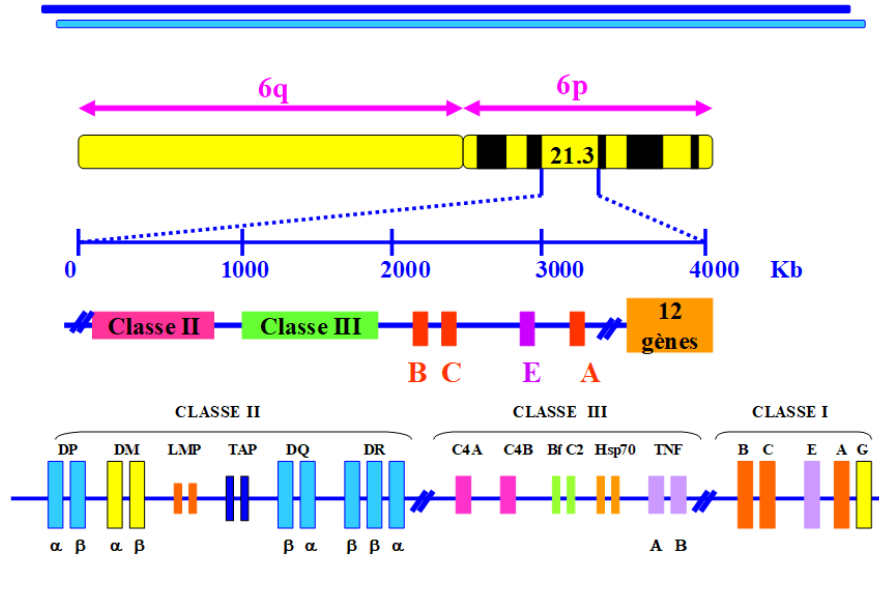 6q 6p
21.3
0 1000 2000 3000 4000 Kb
Classe II Classe III 12
gènes
B C E A
CLASSE II CLASSE III CLASSE I
DP DM LMP TAP DQ DR C4A C4B Bf C2 Hsp70 TNF B C E A G
α β α β β α β β α A B